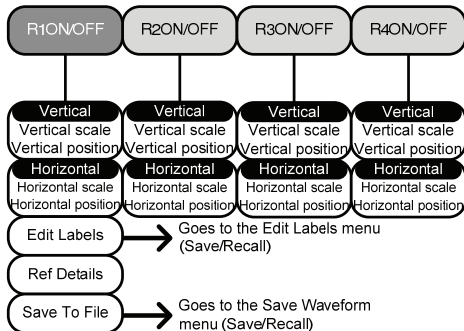 R1ON/OFF R2ON/OFF R3ON/OFF R4ON/OFF
Vertical Vertical Vertical Vertical
Vertical scale Vertical scale Vertical scale Vertical scale
Vertical position Vertical position Vertical position Vertical position
Horizontal Horizontal Horizontal Horizontal
Horizontal scale Horizontal scale Horizontal scale Horizontal scale
Horizontal position Horizontal position Horizontal position Horizontal position
Edit Labels Goes to the Edit Labels menu
(Save/Recall)
Ref Details
Save To File Goes to the Save Waveform
menu (Save/Recall)